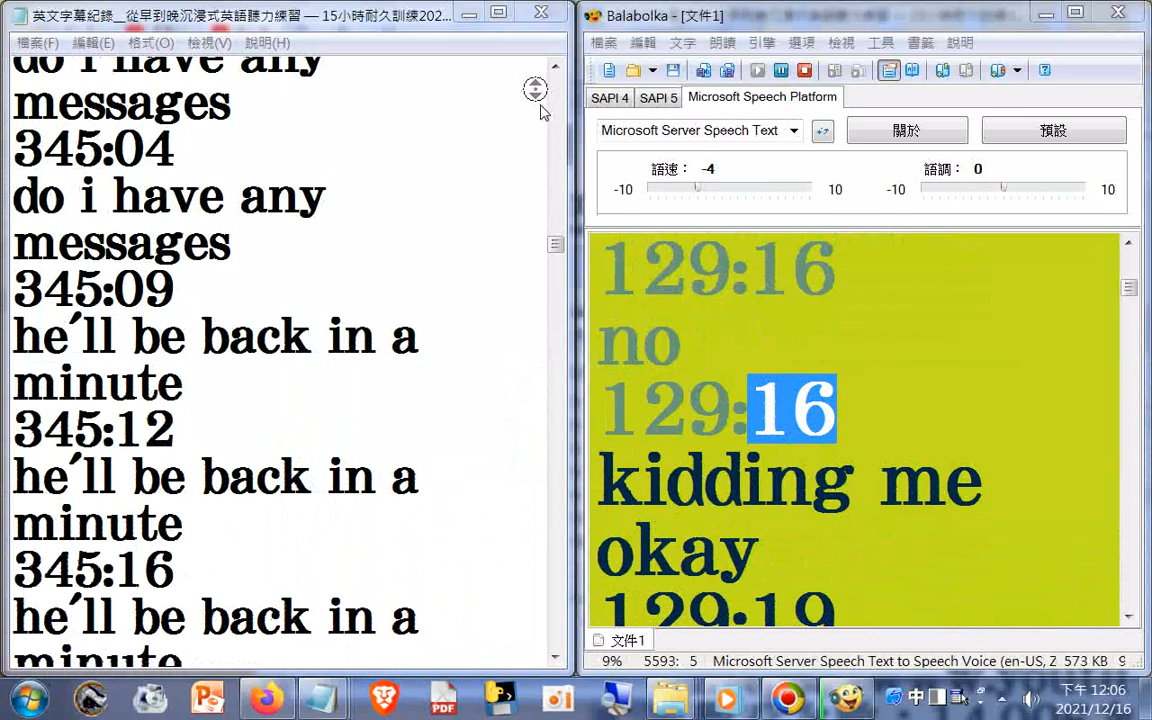 英文字幕紀錄__從早到晚沉浸式英語聽力練習 — 15小時耐久訓練202...
檔案(F) 編輯(E) 格式(O) 檢視(V) 說明(H)
do i have any
messages
345:04
do i have any
messages
345:09
he´ll be back in a
minute
345:12
he´ll be back in a
minute
345:16
he´ll be back in a
minute
Balabolka - [文件1]
檔案 編輯 文字 朗讀 引擎 選項 檢視 工具 書籤 說明
SAPI 4 SAPI 5 Microsoft Speech Platform
Microsoft Server Speech Text 關於 預設
語速： -4 語調： 0
-10 10 -10 10
129:16
no
129:16
kidding me
okay
129:19
文件1
9% 5593: 5 Microsoft Server Speech Text to Speech Voice (en-US, Z 573 KB 9
PDF 中 下午 12:06
2021/12/16